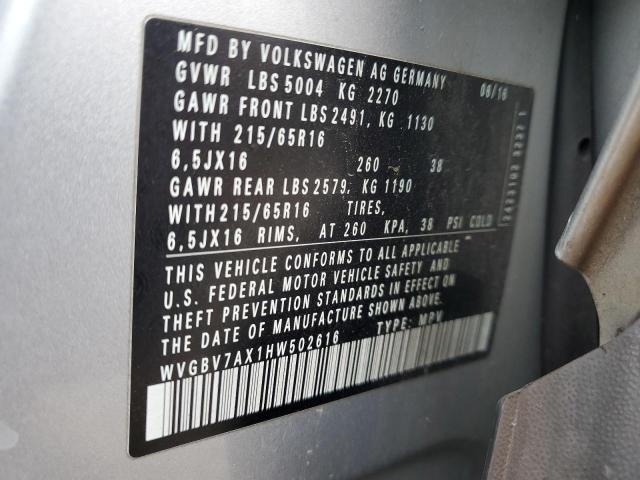 MFD BY VOLKSWAGEN AG GERMANY 06/16
GVWR LBS 5004 KG 2270
GAWR FRONT LBS 2491, KG 1130
WITH 215/65R16
6,5JX16 260 38
GAWR REAR LBS 2579, KG 1190
WITH 215/65R16 TIRES,
6,5JX16 RIMS, AT 260 KPA, 38 PSI COLD
THIS VEHICLE CONFORMS TO ALL APPLICABLE
U.S. FEDERAL MOTOR VEHICLE SAFETY AND
THEFT PREVENTION STANDARDS IN EFFECT ON
THE DATE OF MANUFACTURE SHOWN ABOVE.
WVGBV7AX1HW502616 TYPE: MPV